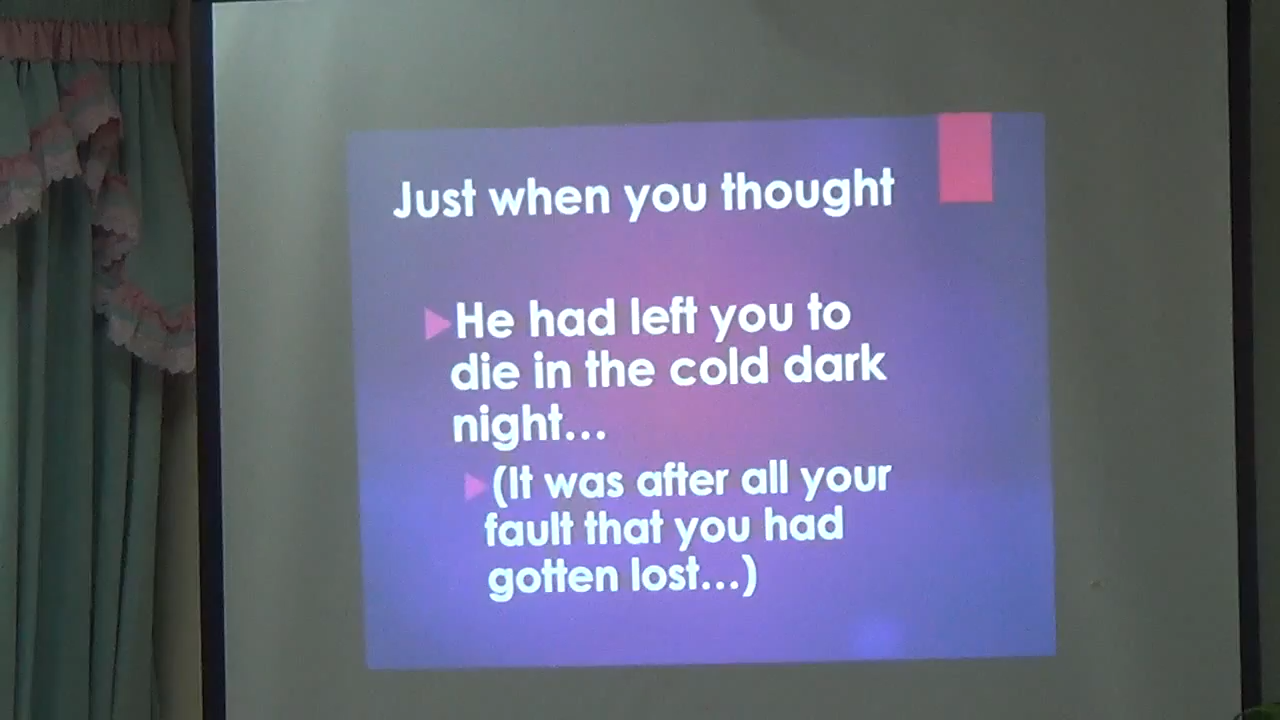 Just when you thought
He had left you to
die in the cold dark
night...
(It was after all your
fault that you had
gotten lost...)